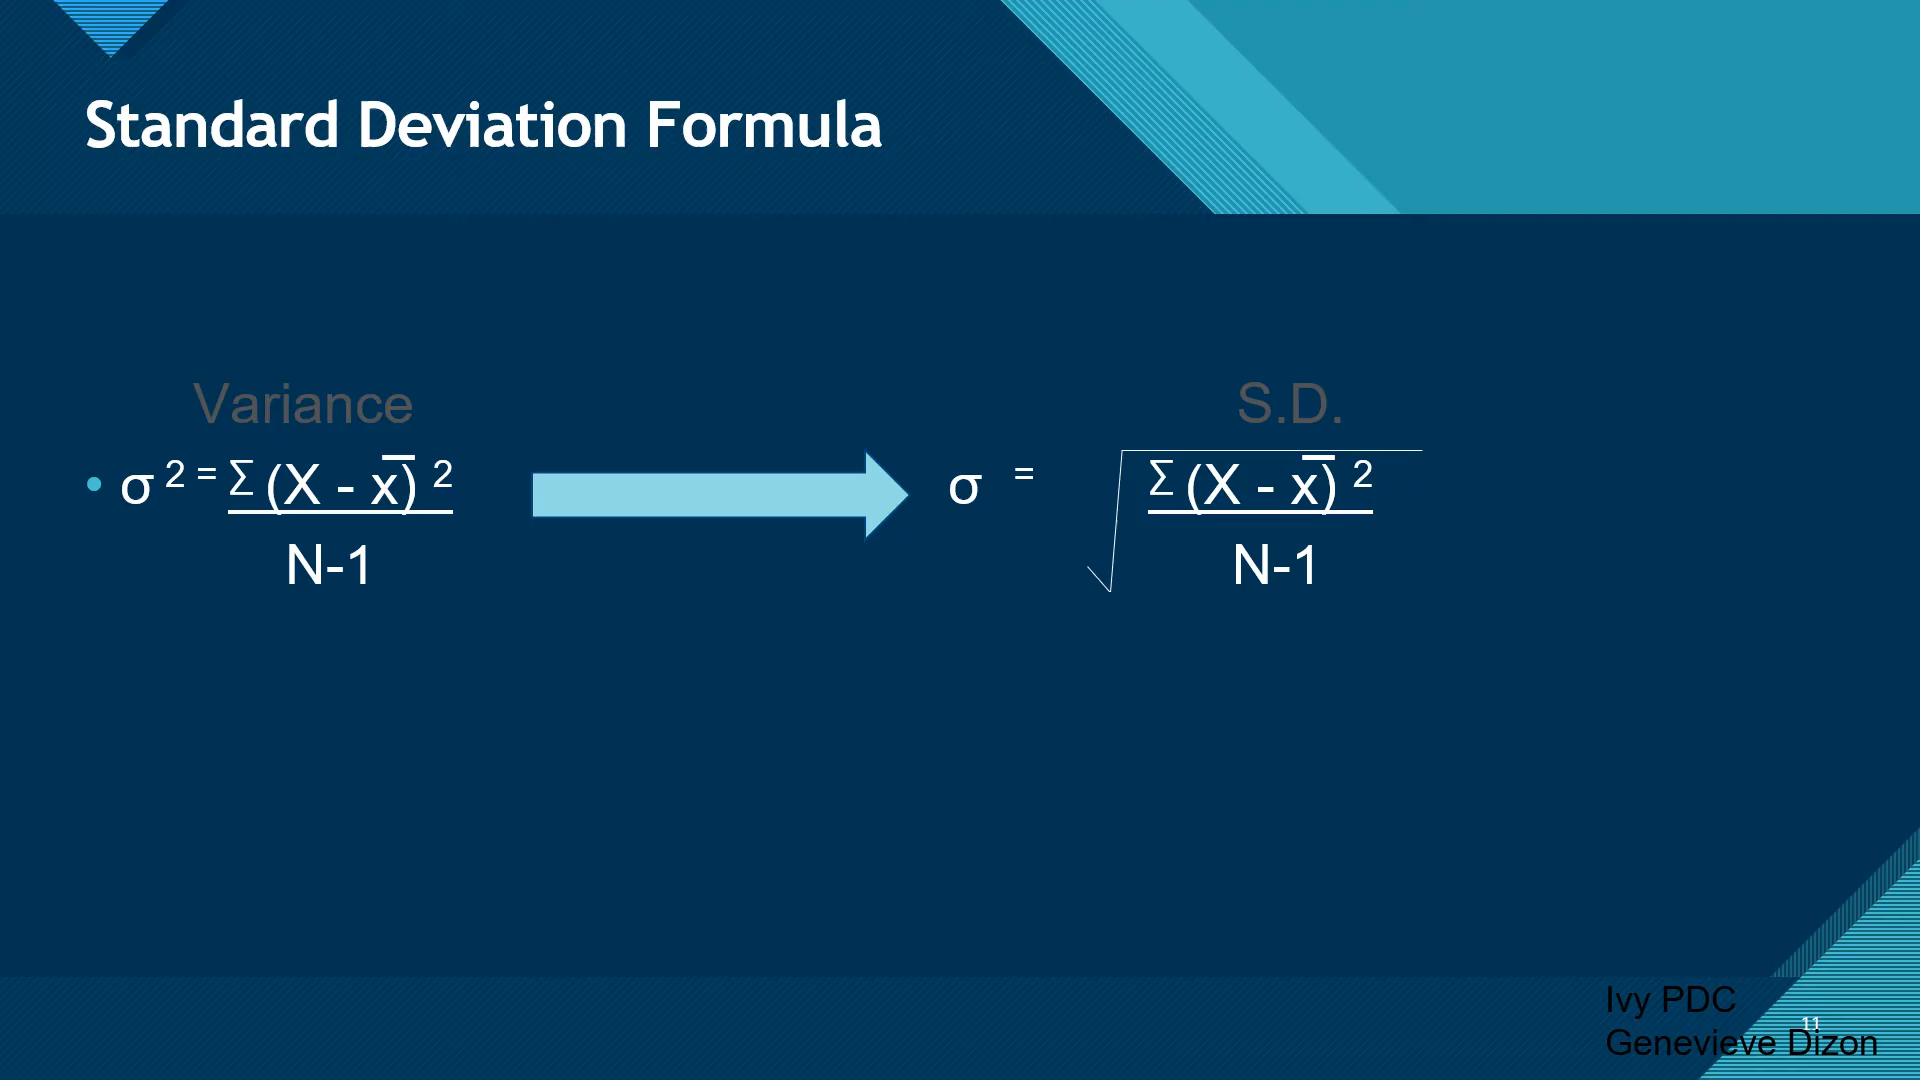 Standard Deviation Formula
Variance S.D.
• σ ² = ∑ (X - x̅) ² σ = √ ∑ (X - x̅) ²
N-1 N-1
Ivy PDC
11
Genevieve Dizon